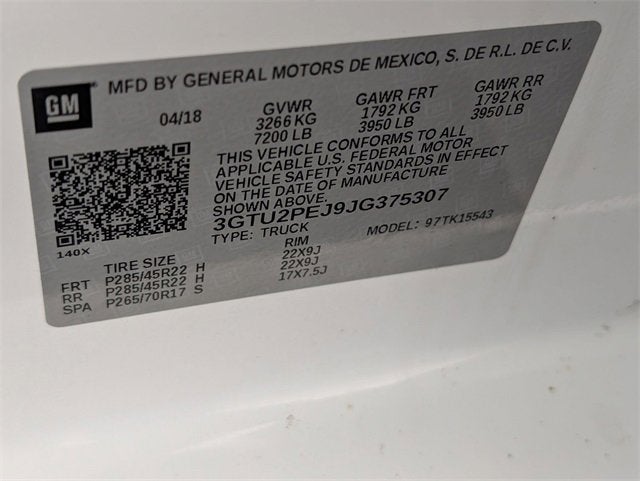 GM
MFD BY GENERAL MOTORS DE MEXICO, S. DE R.L. DE C.V.
04/18 GVWR GAWR FRT GAWR RR
3266 KG 1792 KG 1792 KG
7200 LB 3950 LB 3950 LB
THIS VEHICLE CONFORMS TO ALL
APPLICABLE U.S. FEDERAL MOTOR
VEHICLE SAFETY STANDARDS IN EFFECT
ON THE DATE OF MANUFACTURE
SHOWN ABOVE.
3GTU2PEJ9JG375307
TYPE: TRUCK MODEL: 97TK15543
140X
TIRE SIZE RIM
FRT P285/45R22 H 22X9J
RR P285/45R22 H 22X9J
SPA P265/70R17 S 17X7.5J